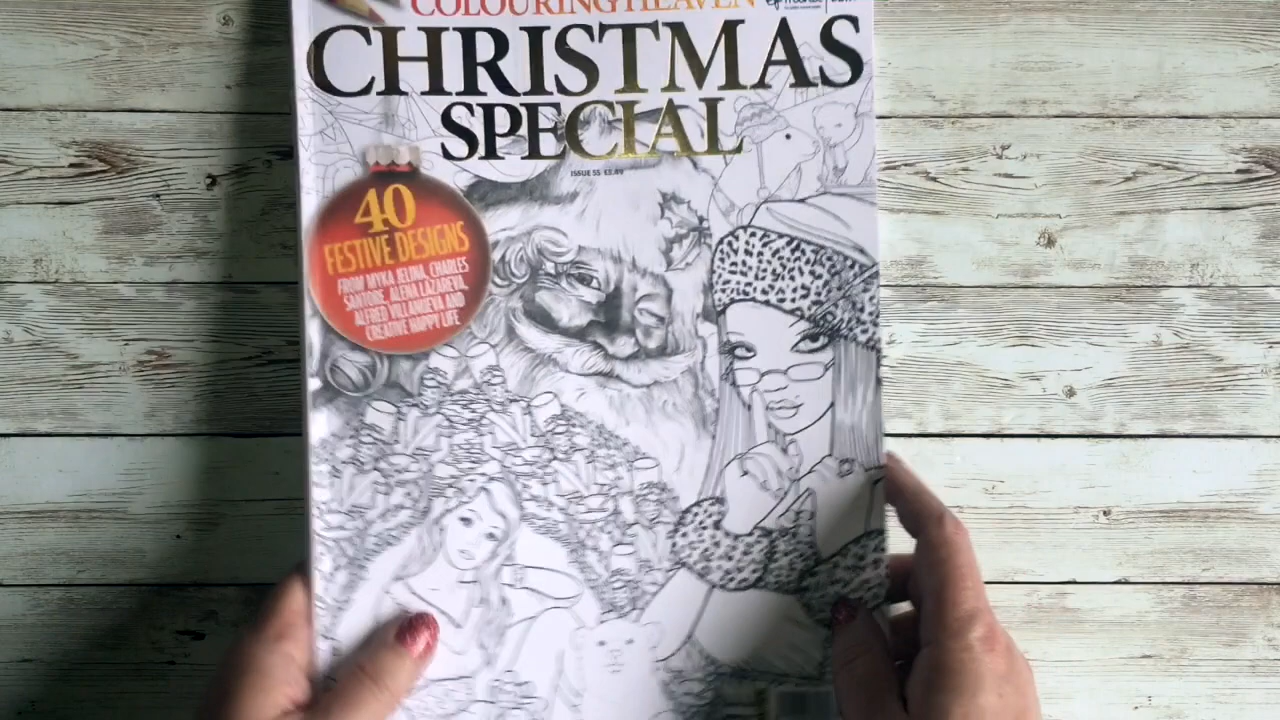 COLOURING HEAVEN
CHRISTMAS
SPECIAL
ISSUE 55 £8.49
40
FESTIVE DESIGNS
FROM MYKA JELINA, CHARLES
SANTORE, ALENA LAZAREVA,
ALFRED VILLANUEVA AND
CREATIVE HAPPY LIFE